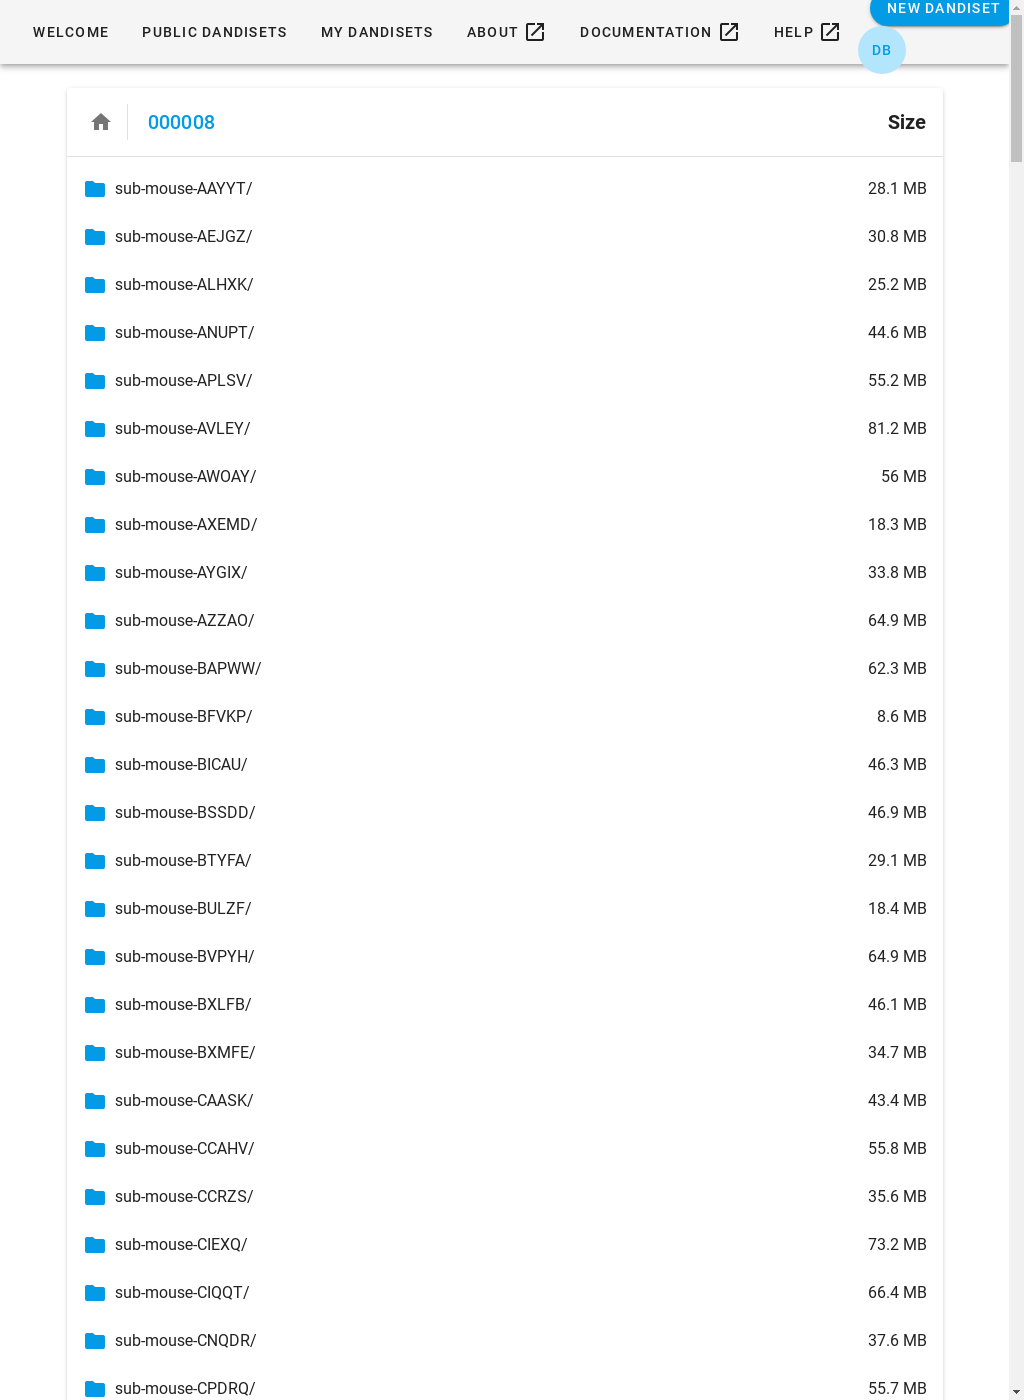 WELCOME PUBLIC DANDISETS MY DANDISETS ABOUT DOCUMENTATION HELP NEW DANDISET
DB
000008 Size
sub-mouse-AAYYT/ 28.1 MB
sub-mouse-AEJGZ/ 30.8 MB
sub-mouse-ALHXK/ 25.2 MB
sub-mouse-ANUPT/ 44.6 MB
sub-mouse-APLSV/ 55.2 MB
sub-mouse-AVLEY/ 81.2 MB
sub-mouse-AWOAY/ 56 MB
sub-mouse-AXEMD/ 18.3 MB
sub-mouse-AYGIX/ 33.8 MB
sub-mouse-AZZAO/ 64.9 MB
sub-mouse-BAPWW/ 62.3 MB
sub-mouse-BFVKP/ 8.6 MB
sub-mouse-BICAU/ 46.3 MB
sub-mouse-BSSDD/ 46.9 MB
sub-mouse-BTYFA/ 29.1 MB
sub-mouse-BULZF/ 18.4 MB
sub-mouse-BVPYH/ 64.9 MB
sub-mouse-BXLFB/ 46.1 MB
sub-mouse-BXMFE/ 34.7 MB
sub-mouse-CAASK/ 43.4 MB
sub-mouse-CCAHV/ 55.8 MB
sub-mouse-CCRZS/ 35.6 MB
sub-mouse-CIEXQ/ 73.2 MB
sub-mouse-CIQQT/ 66.4 MB
sub-mouse-CNQDR/ 37.6 MB
sub-mouse-CPDRQ/ 55.7 MB